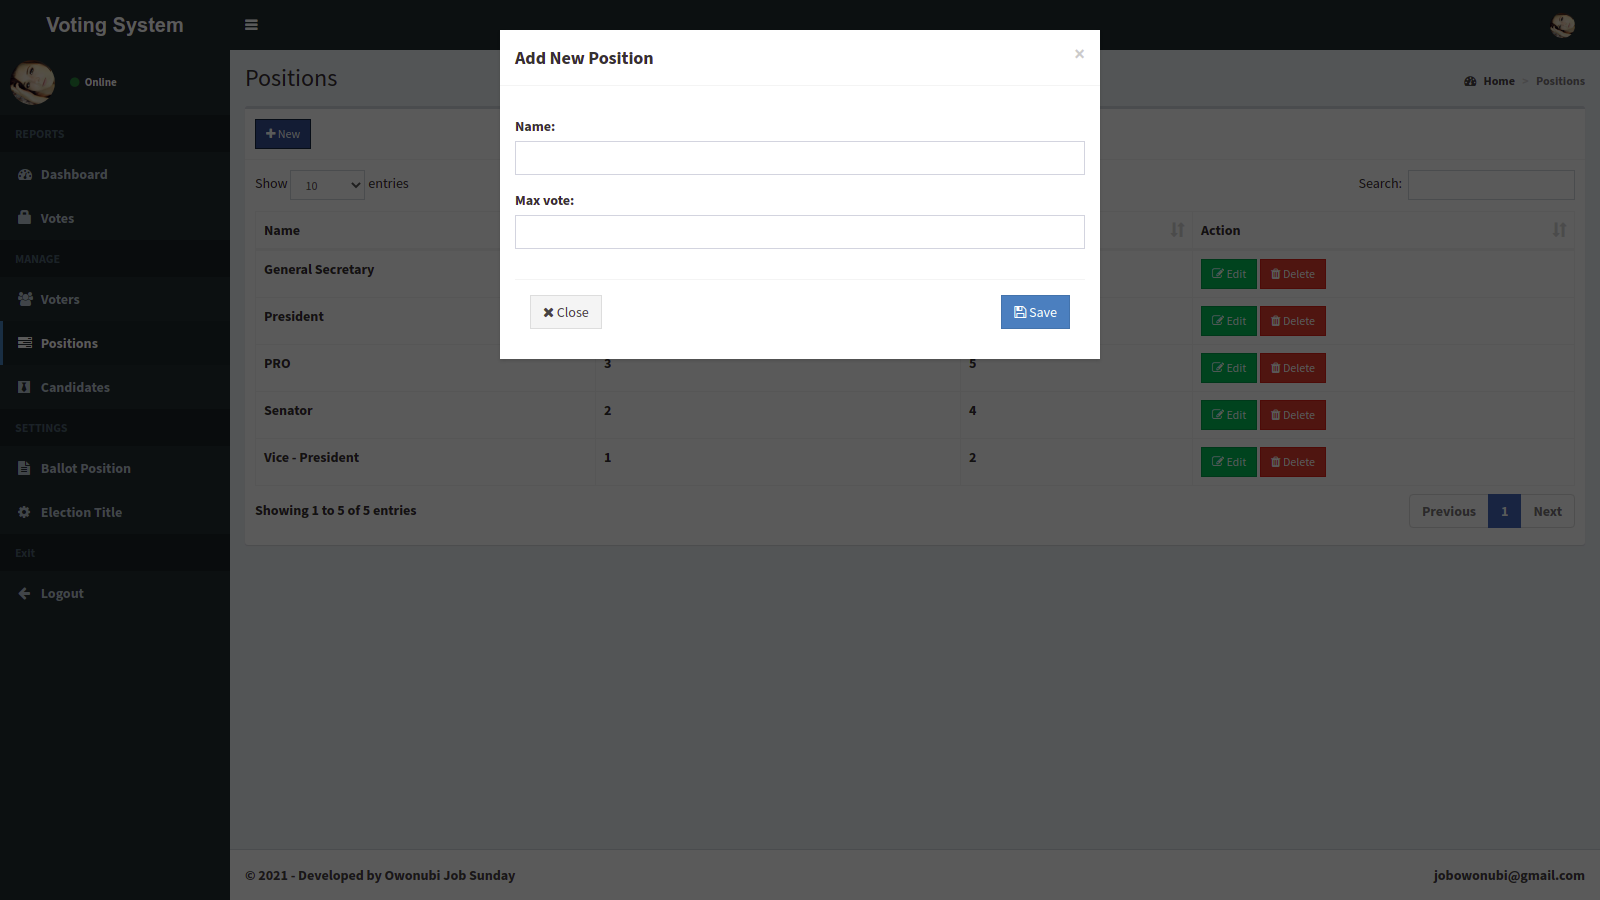 Voting System
Online
REPORTS
Dashboard
Votes
MANAGE
Voters
Positions
Candidates
SETTINGS
Ballot Position
Election Title
Exit
Logout
Positions
Home > Positions
New
Show 10 entries
Search:
Name Action
General Secretary Edit Delete
President Edit Delete
PRO 3 5 Edit Delete
Senator 2 4 Edit Delete
Vice - President 1 2 Edit Delete
Showing 1 to 5 of 5 entries
Previous 1 Next
Add New Position ×
Name:
Max vote:
Close Save
© 2021 - Developed by Owonubi Job Sunday
jobowonubi@gmail.com